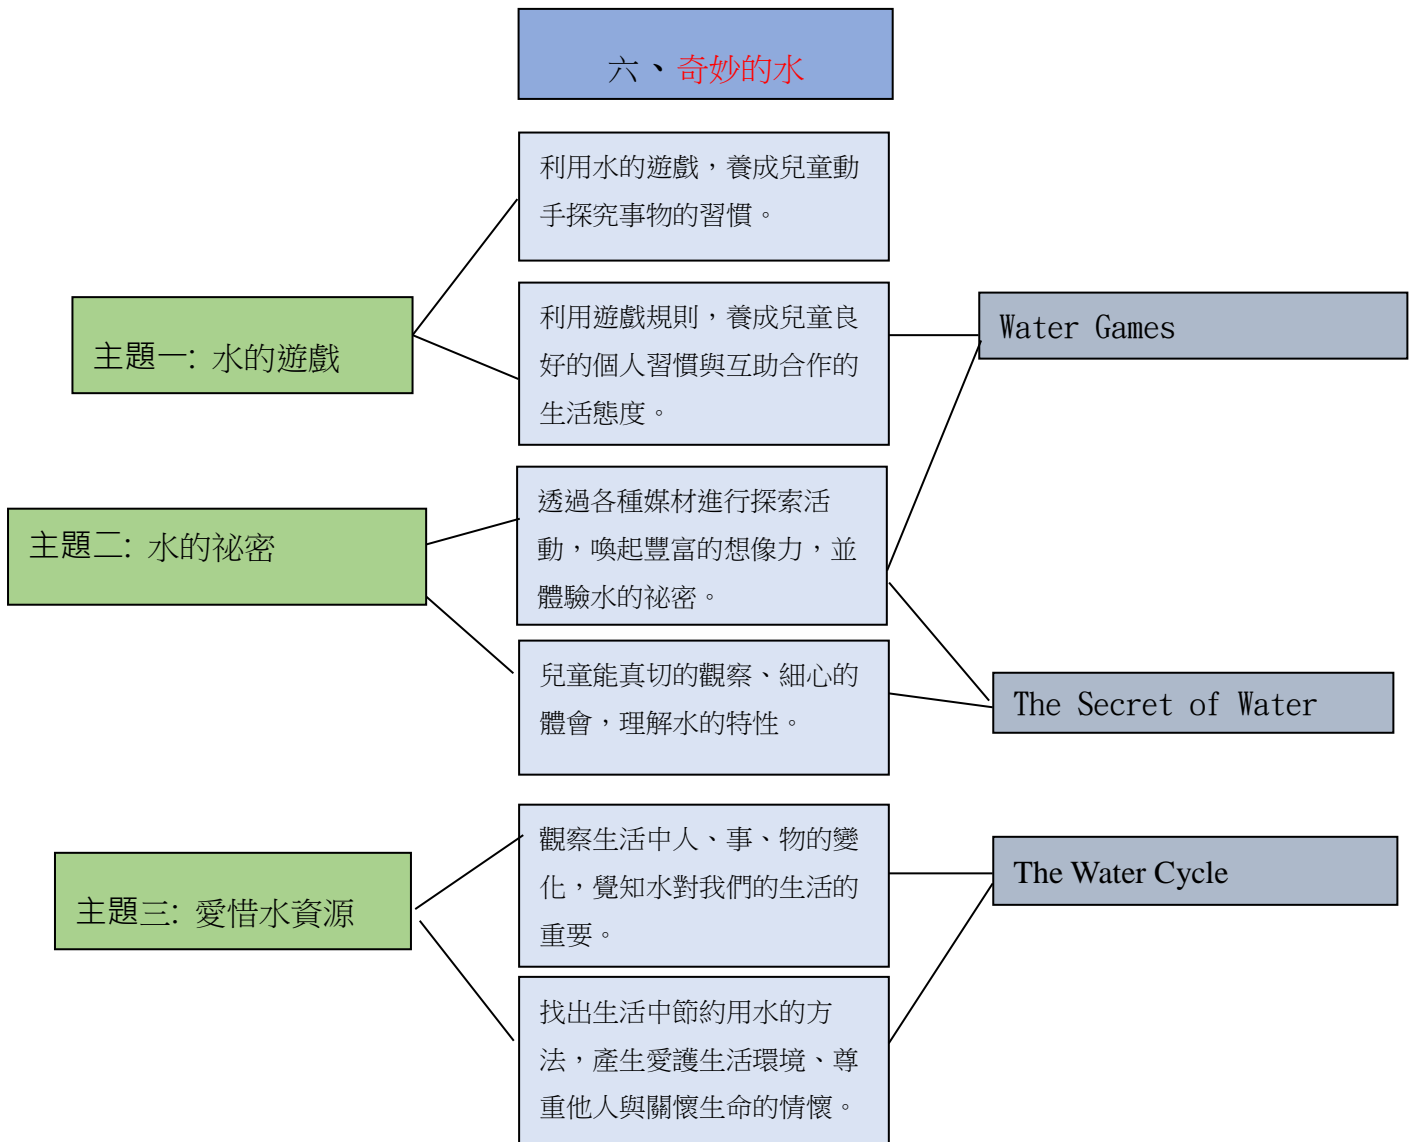 六、奇妙的水
利用水的遊戲，養成兒童動
手探究事物的習慣。
主題一: 水的遊戲
利用遊戲規則，養成兒童良
好的個人習慣與互助合作的
生活態度。
Water Games
主題二: 水的祕密
透過各種媒材進行探索活
動，喚起豐富的想像力，並
體驗水的祕密。
兒童能真切的觀察、細心的
體會，理解水的特性。
The Secret of Water
主題三: 愛惜水資源
觀察生活中人、事、物的變
化，覺知水對我們的生活的
重要。
The Water Cycle
找出生活中節約用水的方
法，產生愛護生活環境、尊
重他人與關懷生命的情懷。